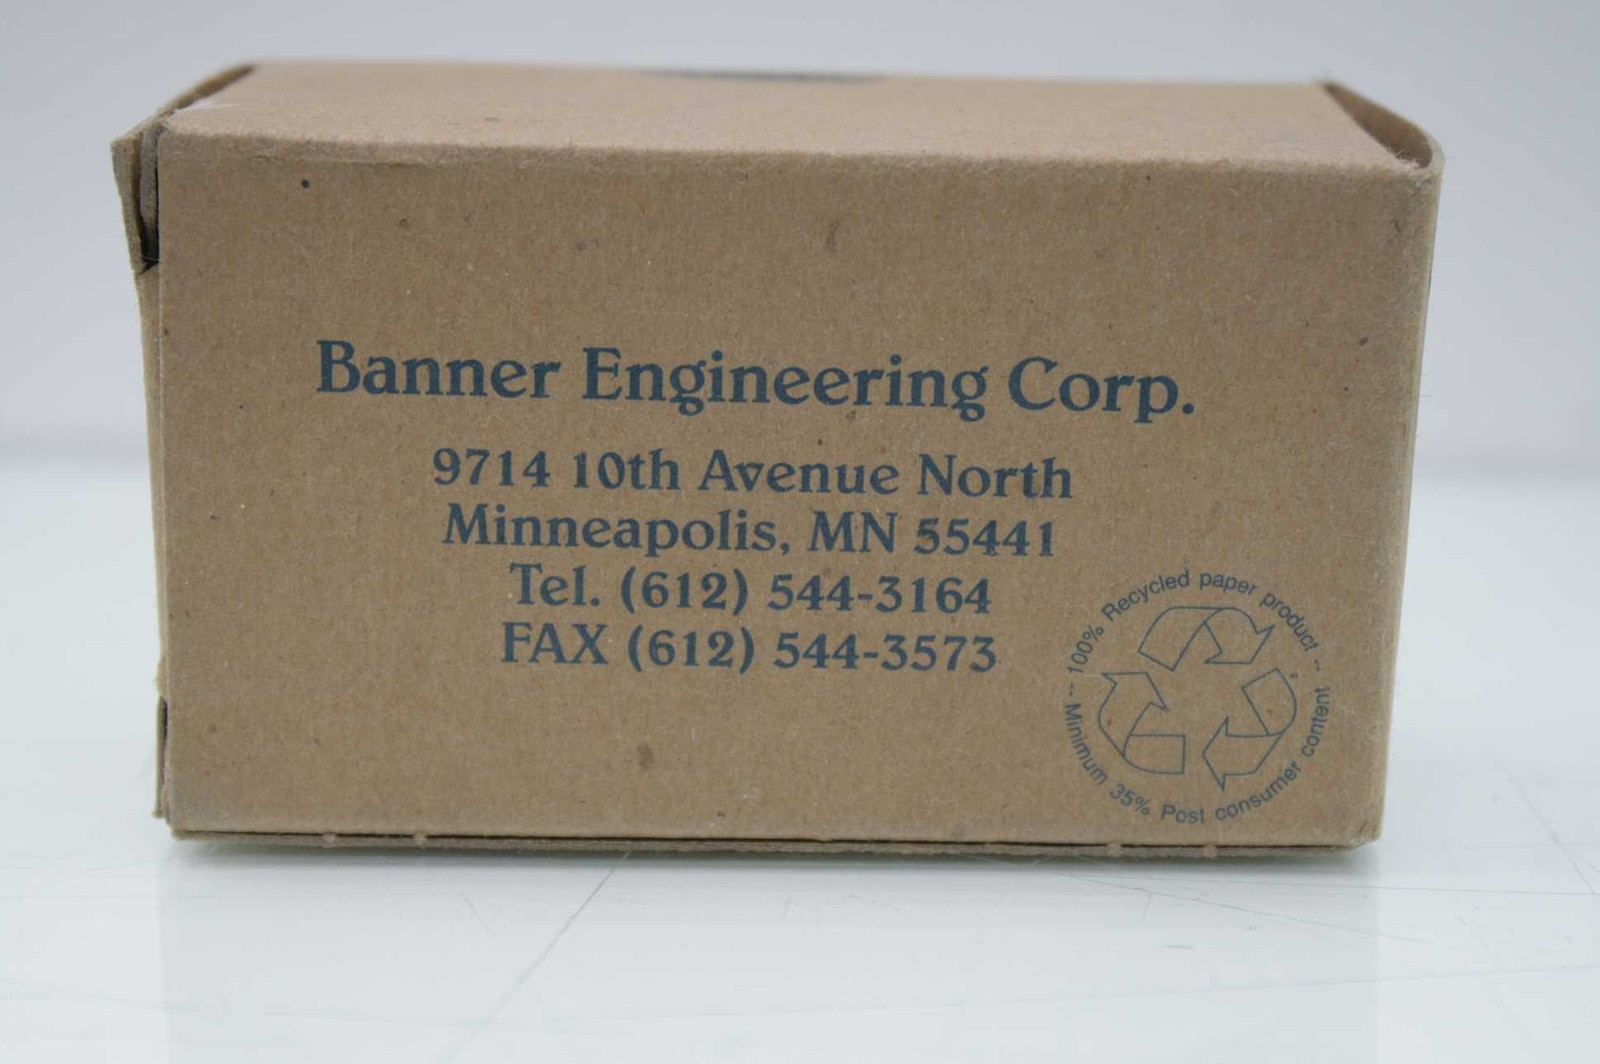 Banner Engineering Corp.
9714 10th Avenue North
Minneapolis, MN 55441
Tel. (612) 544-3164
FAX (612) 544-3573
-- 100% Recycled paper product --
Minimum 35% Post consumer content